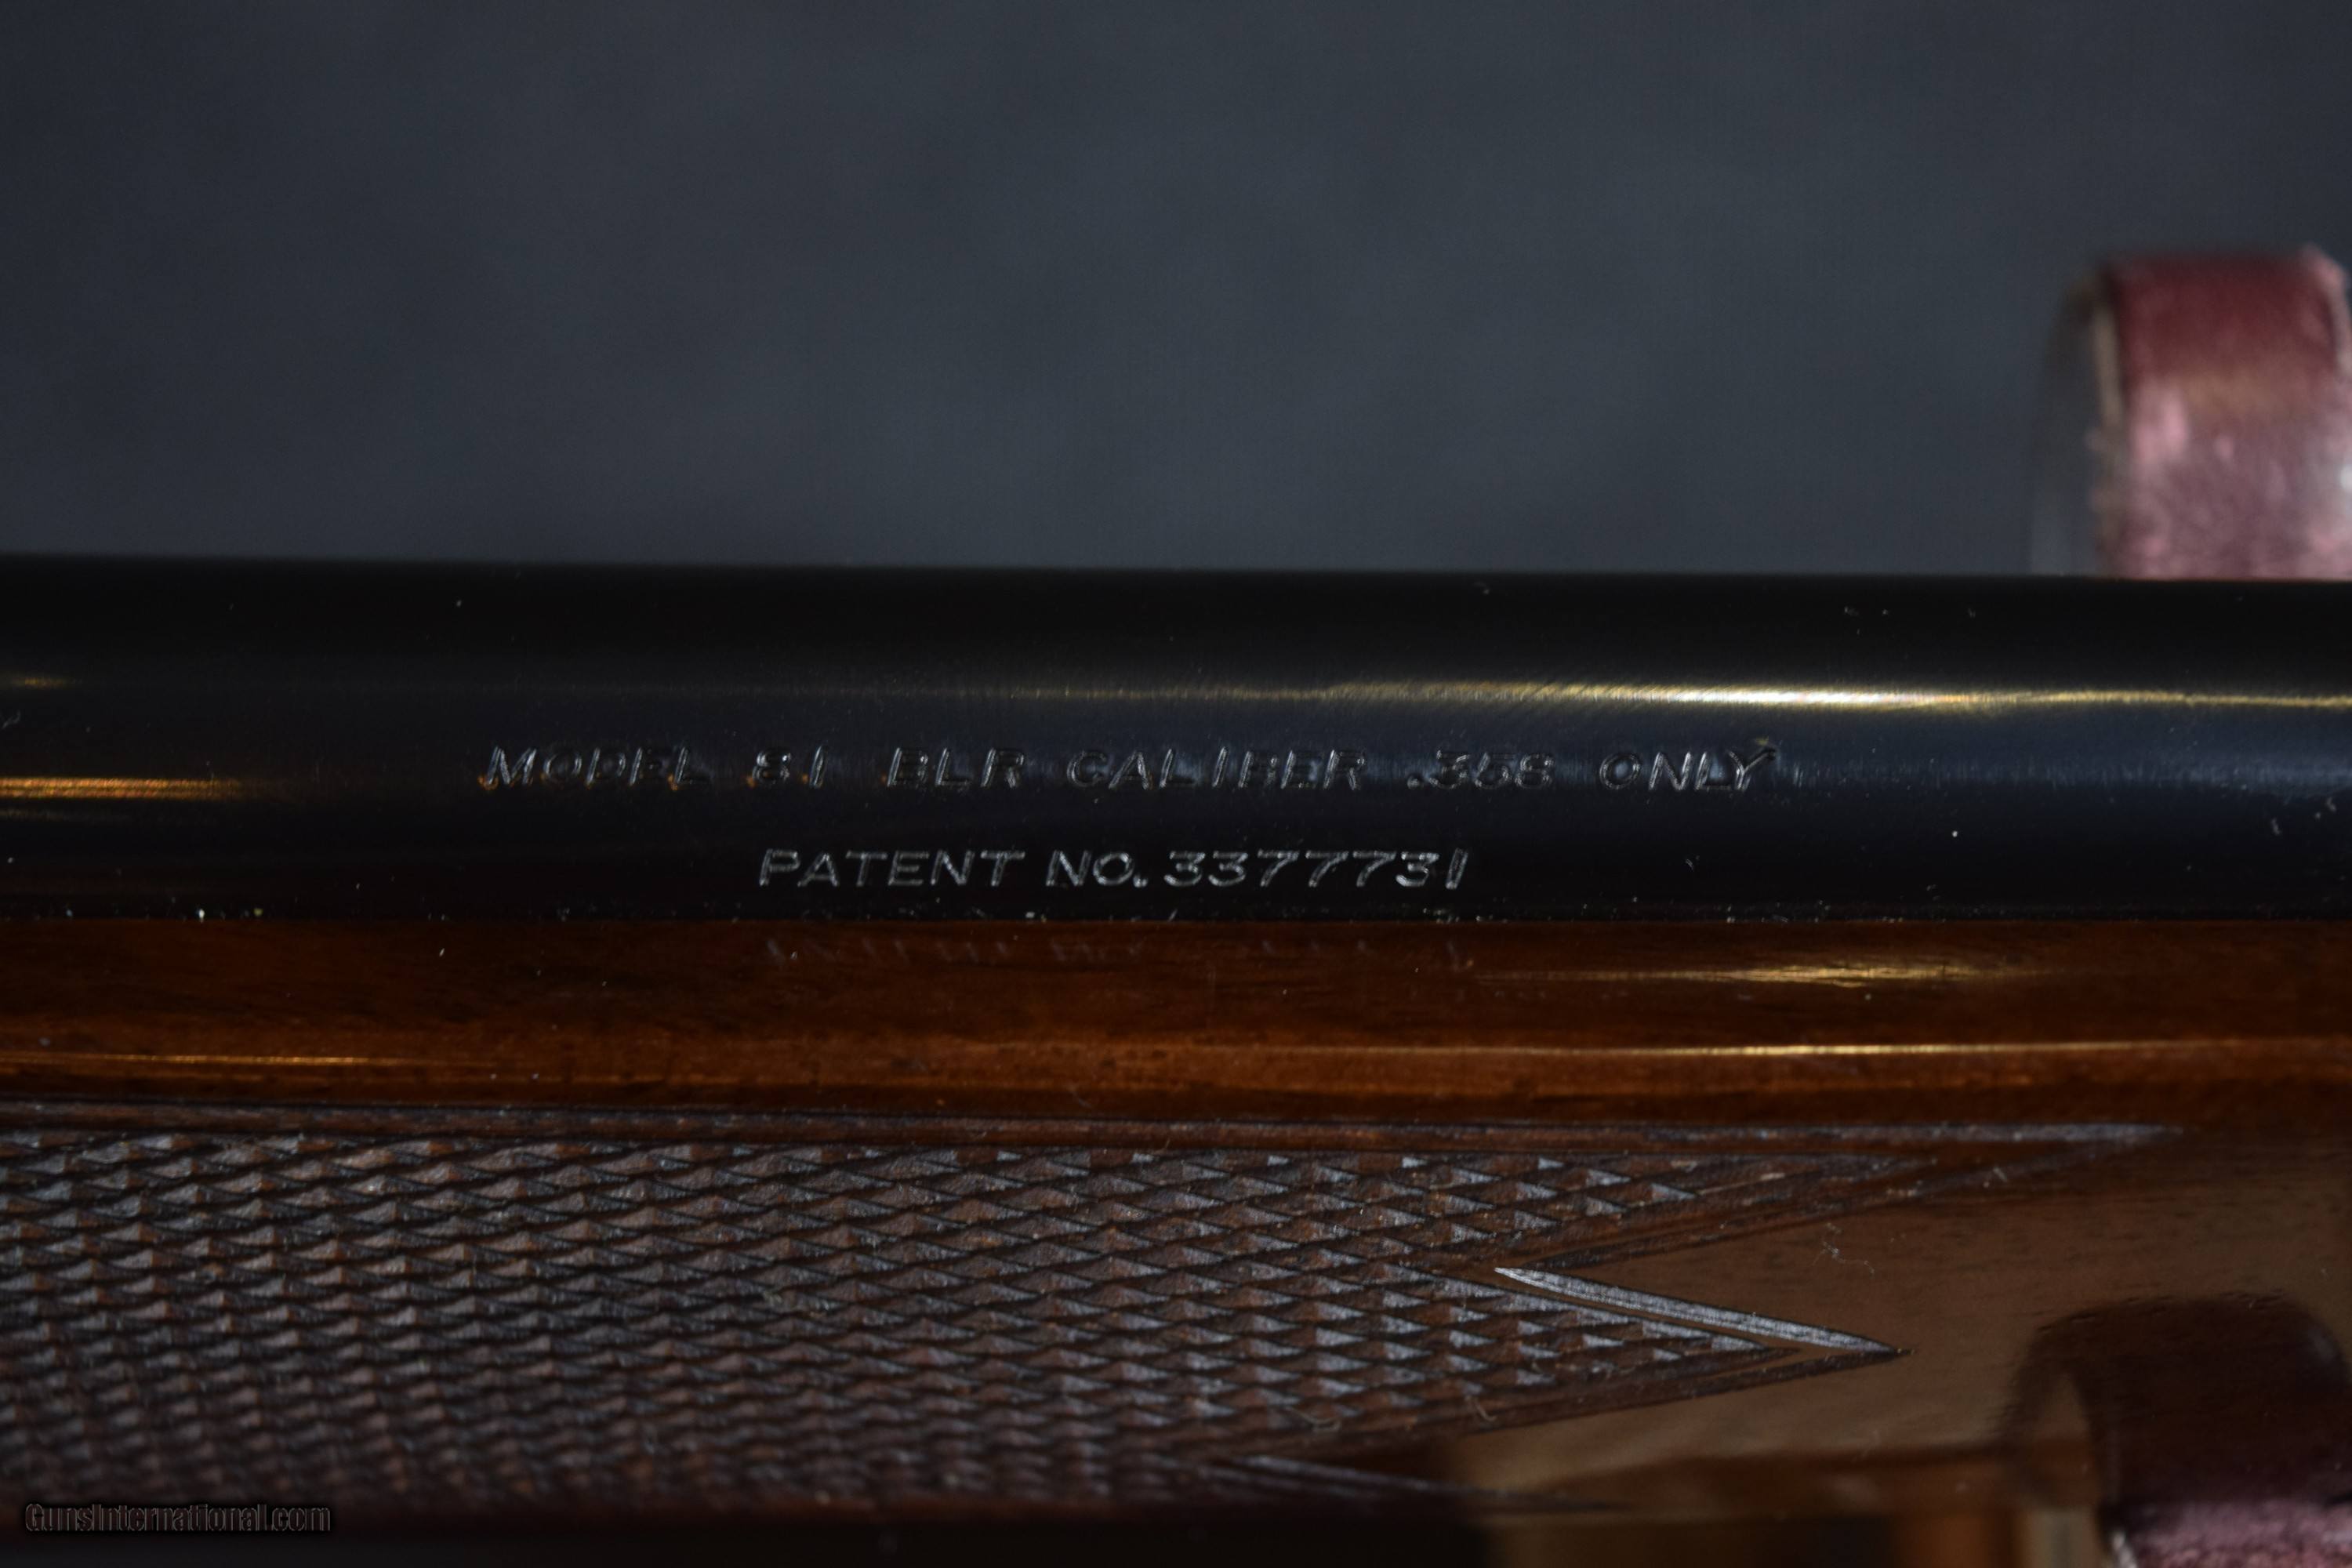 MODEL 81 BLR CALIBER .358 ONLY
PATENT NO. 3377731
GunsInternational.com